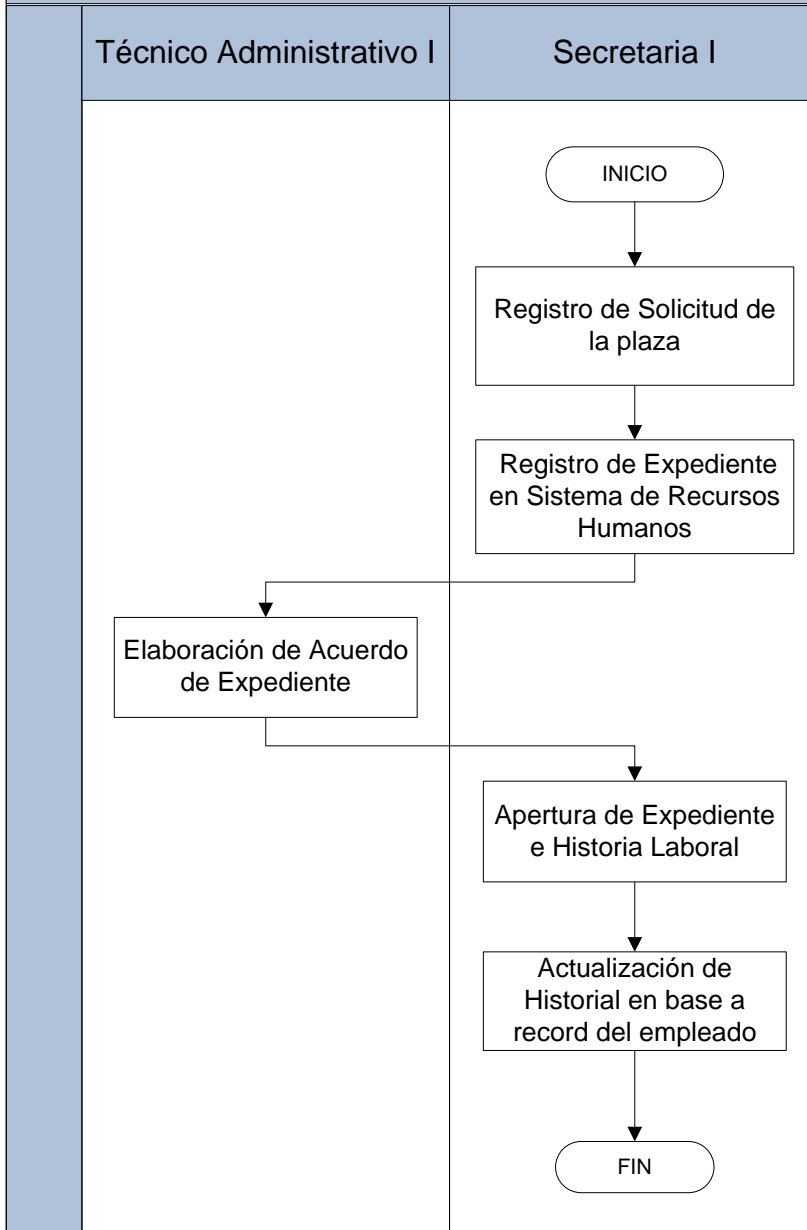 Técnico Administrativo I
Secretaria I
INICIO
Registro de Solicitud de
la plaza
Registro de Expediente
en Sistema de Recursos
Humanos
Elaboración de Acuerdo
de Expediente
Apertura de Expediente
e Historia Laboral
Actualización de
Historial en base a
record del empleado
FIN